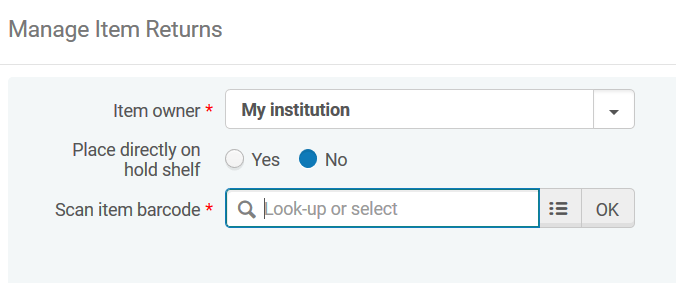 Manage Item Returns
Item owner * My institution
Place directly on
hold shelf
Yes No
Scan item barcode * Look-up or select OK